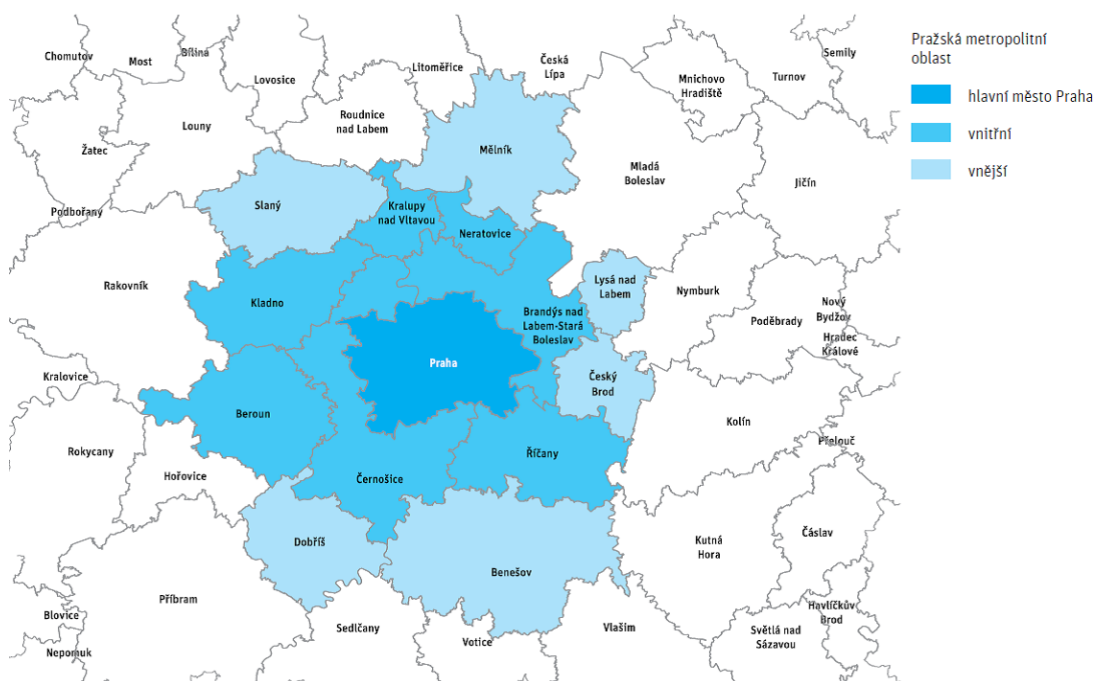 Chomutov
Most
Bílina
Lovosice
Litoměřice
Česká
Lípa
Mnichovo
Hradiště
Turnov
Semily
Pražská metropolitní
oblast
hlavní město Praha
vnitřní
vnější
Žatec
Louny
Roudnice
nad Labem
Mělník
Mladá
Boleslav
Jičín
Podbořany
Slaný
Kralupy
nad Vltavou
Neratovice
Rakovník
Kladno
Brandýs nad
Labem-Stará
Boleslav
Lysá nad
Labem
Nymburk
Poděbrady
Nový
Bydžov
Hradec
Králové
Praha
Kralovice
Beroun
Český
Brod
Kolín
Přelouč
Rokycany
Hořovice
Černošice
Říčany
Dobříš
Benešov
Kutná
Hora
Čáslav
Příbram
Blovice
Nepomuk
Sedlčany
Votice
Vlašim
Světlá nad
Sázavou
Havlíčkův
Brod